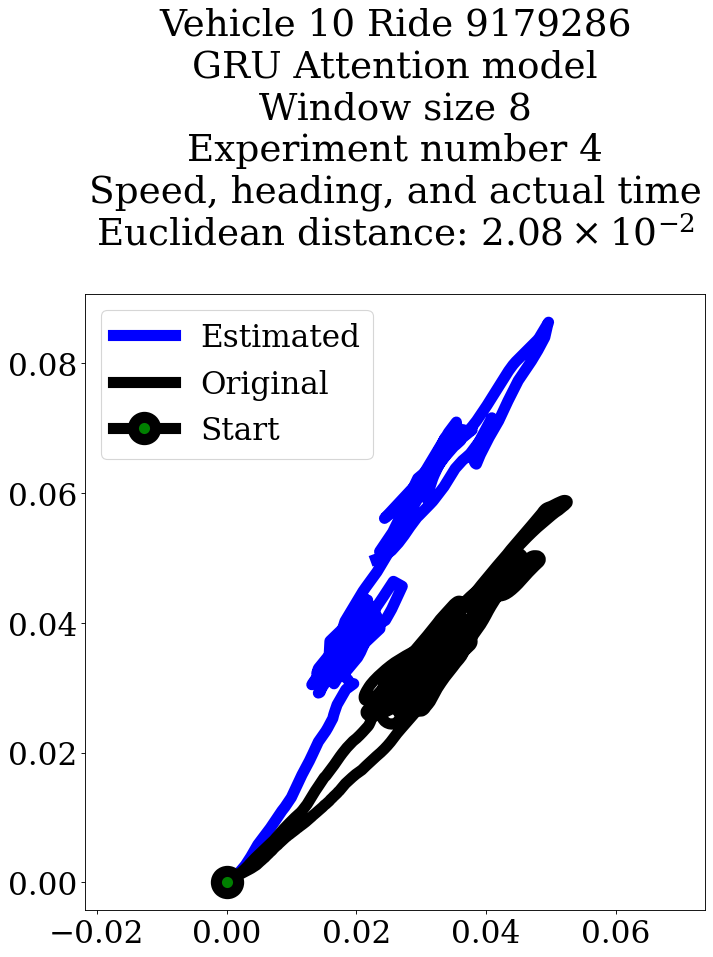 Vehicle 10 Ride 9179286
GRU Attention model
Window size 8
Experiment number 4
Speed, heading, and actual time
Euclidean distance: 2.08 × 10⁻²
Estimated
Original
Start
0.08
0.06
0.04
0.02
0.00
−0.02 0.00 0.02 0.04 0.06